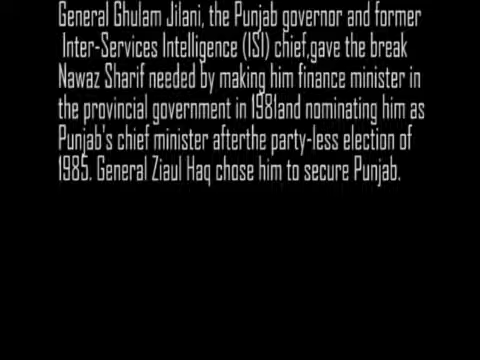 General Ghulam Jilani, the Punjab governor and former
Inter-Services Intelligence (ISI) chief,gave the break
Nawaz Sharif needed by making him finance minister in
the provincial government in 1981and nominating him as
Punjab's chief minister afterthe party-less election of
1985. General Ziaul Haq chose him to secure Punjab.